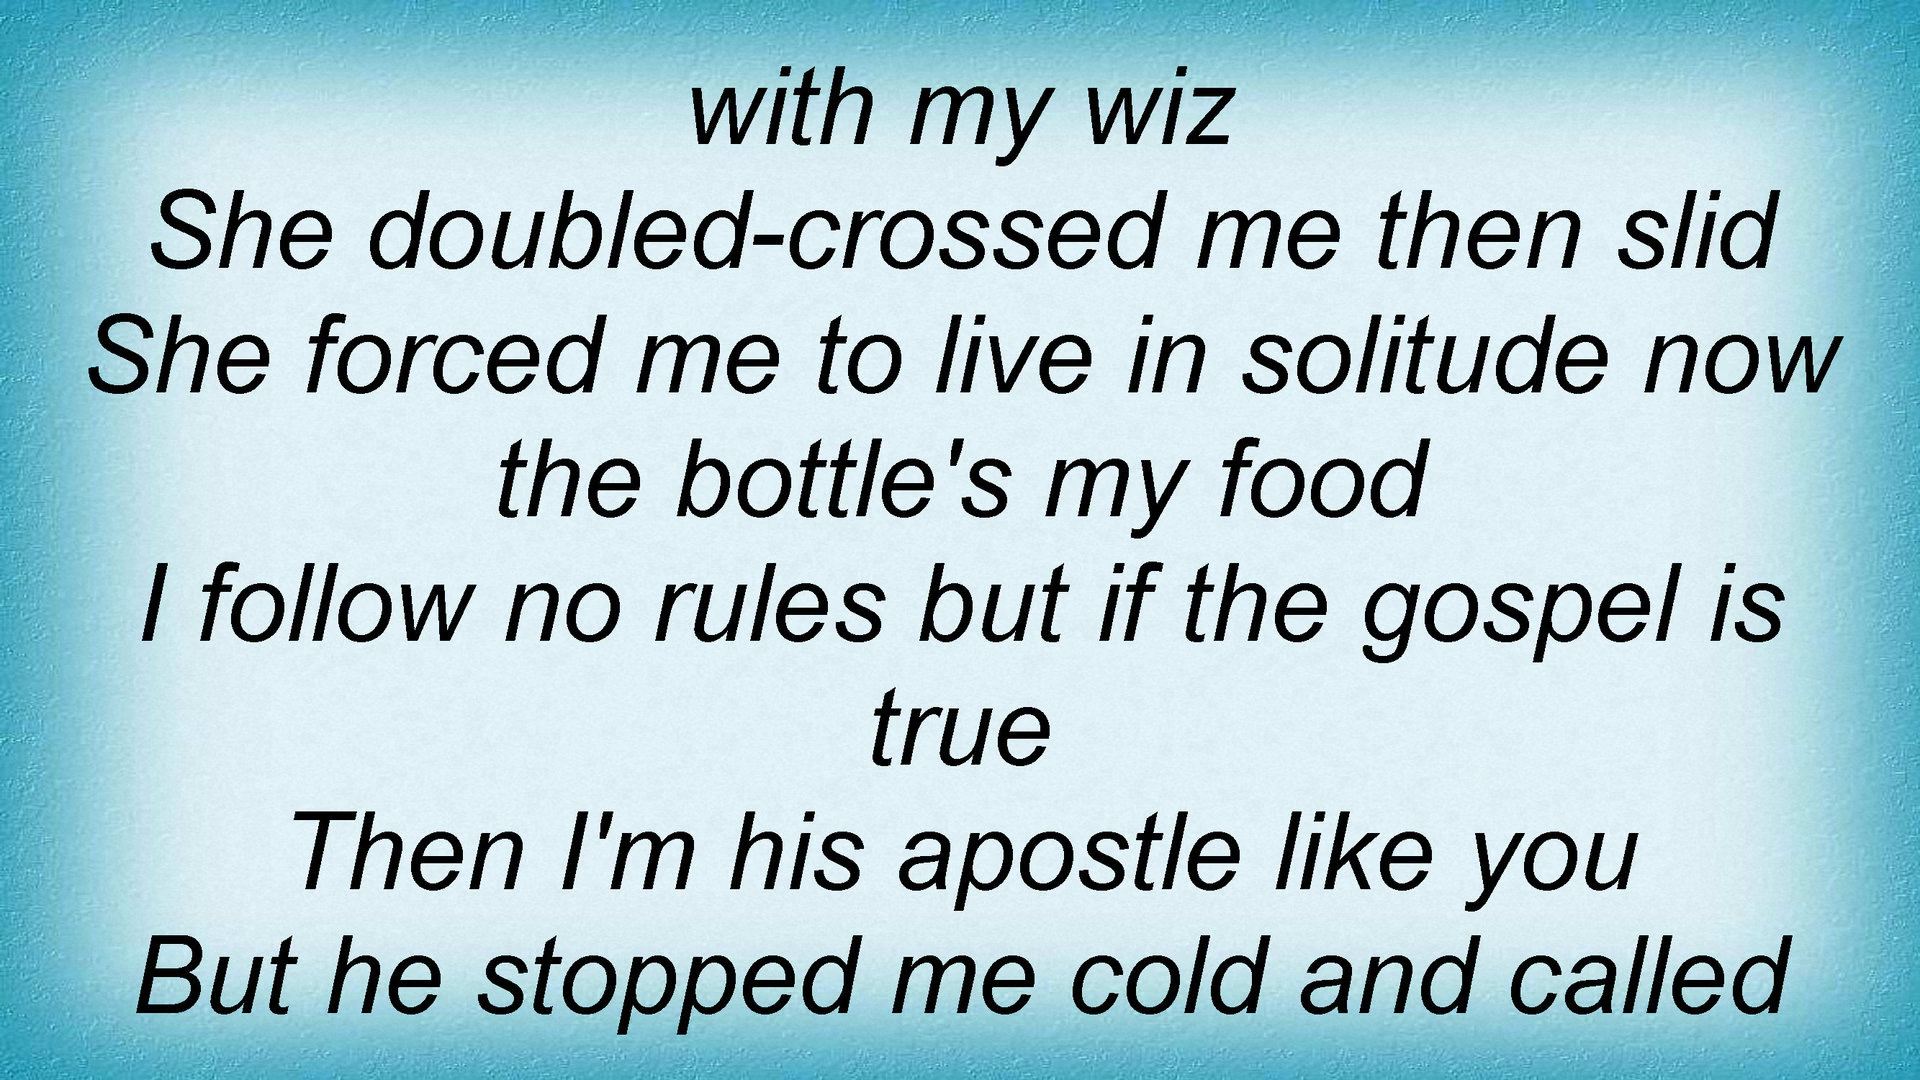 with my wiz
She doubled-crossed me then slid
She forced me to live in solitude now
the bottle's my food
I follow no rules but if the gospel is
true
Then I'm his apostle like you
But he stopped me cold and called